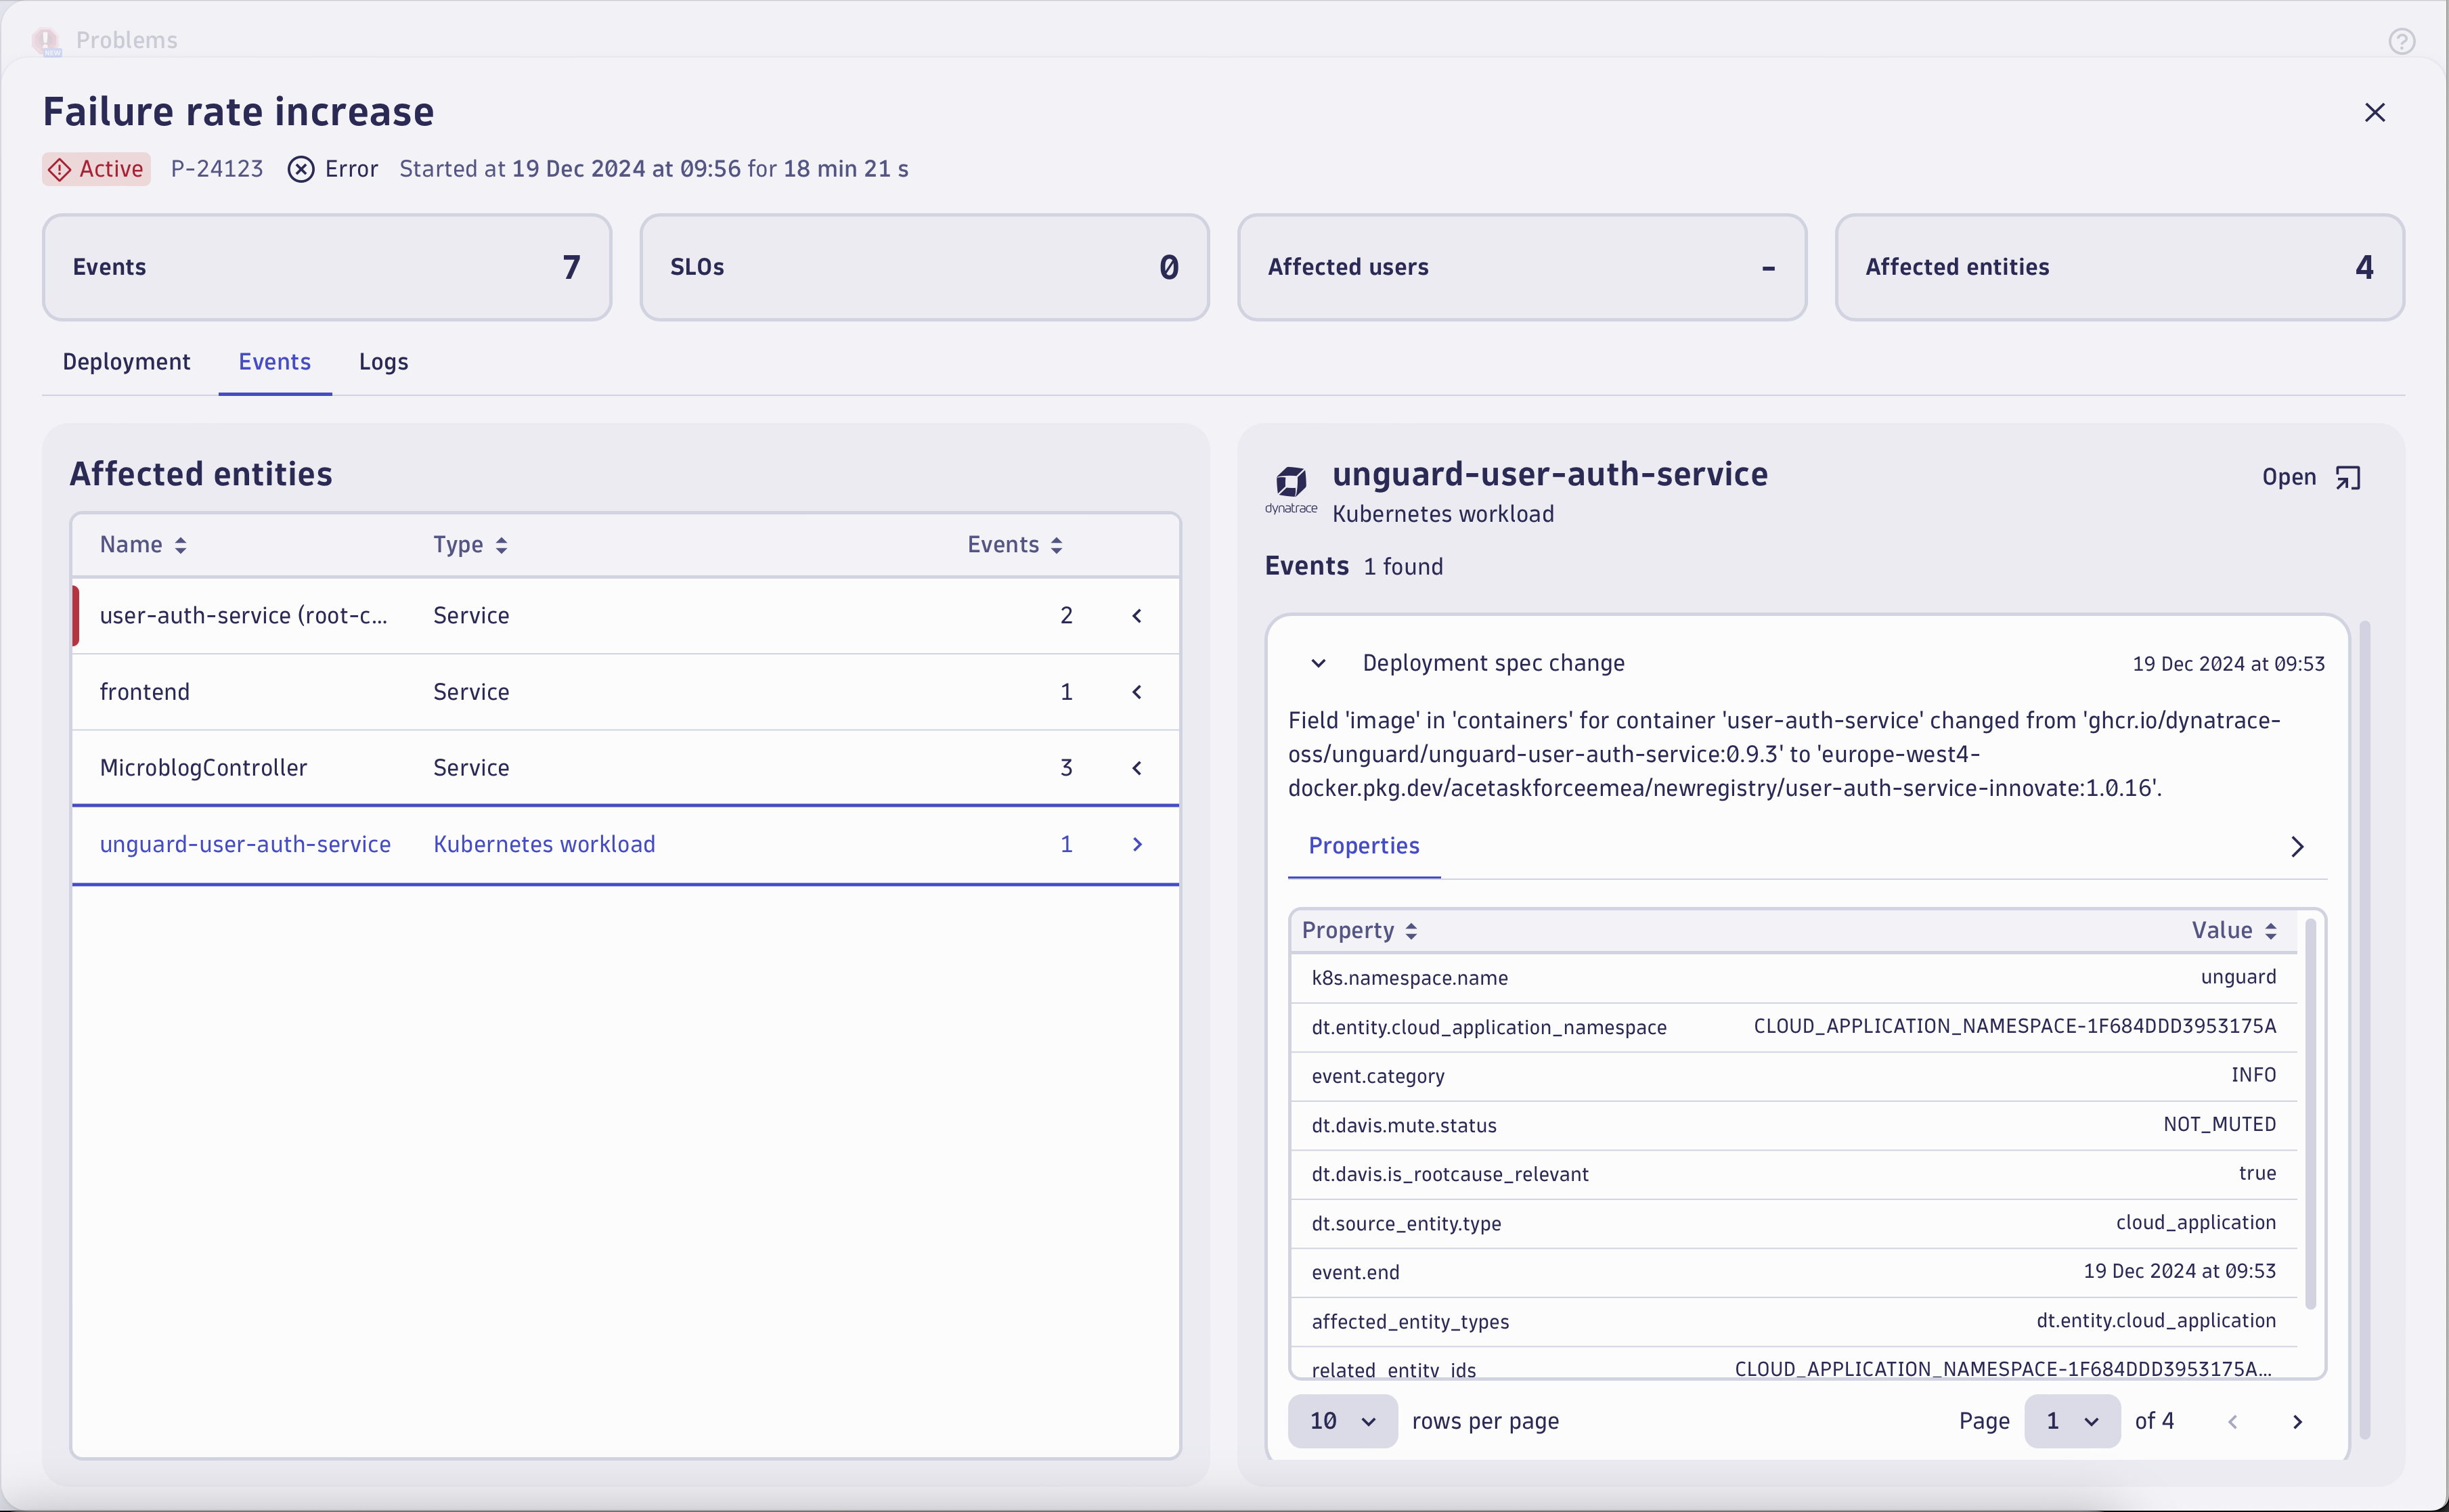 Problems
Failure rate increase
Active P-24123 Error Started at 19 Dec 2024 at 09:56 for 18 min 21 s
Events 7
SLOs 0
Affected users -
Affected entities 4
Deployment Events Logs
Affected entities
Name Type Events
user-auth-service (root-c... Service 2
frontend Service 1
MicroblogController Service 3
unguard-user-auth-service Kubernetes workload 1
dynatrace
unguard-user-auth-service
Kubernetes workload
Open
Events 1 found
Deployment spec change 19 Dec 2024 at 09:53
Field 'image' in 'containers' for container 'user-auth-service' changed from 'ghcr.io/dynatrace-
oss/unguard/unguard-user-auth-service:0.9.3' to 'europe-west4-
docker.pkg.dev/acetaskforceemea/newregistry/user-auth-service-innovate:1.0.16'.
Properties
Property Value
k8s.namespace.name unguard
dt.entity.cloud_application_namespace CLOUD_APPLICATION_NAMESPACE-1F684DDD3953175A
event.category INFO
dt.davis.mute.status NOT_MUTED
dt.davis.is_rootcause_relevant true
dt.source_entity.type cloud_application
event.end 19 Dec 2024 at 09:53
affected_entity_types dt.entity.cloud_application
related_entity_ids CLOUD_APPLICATION_NAMESPACE-1F684DDD3953175A...
10 rows per page Page 1 of 4